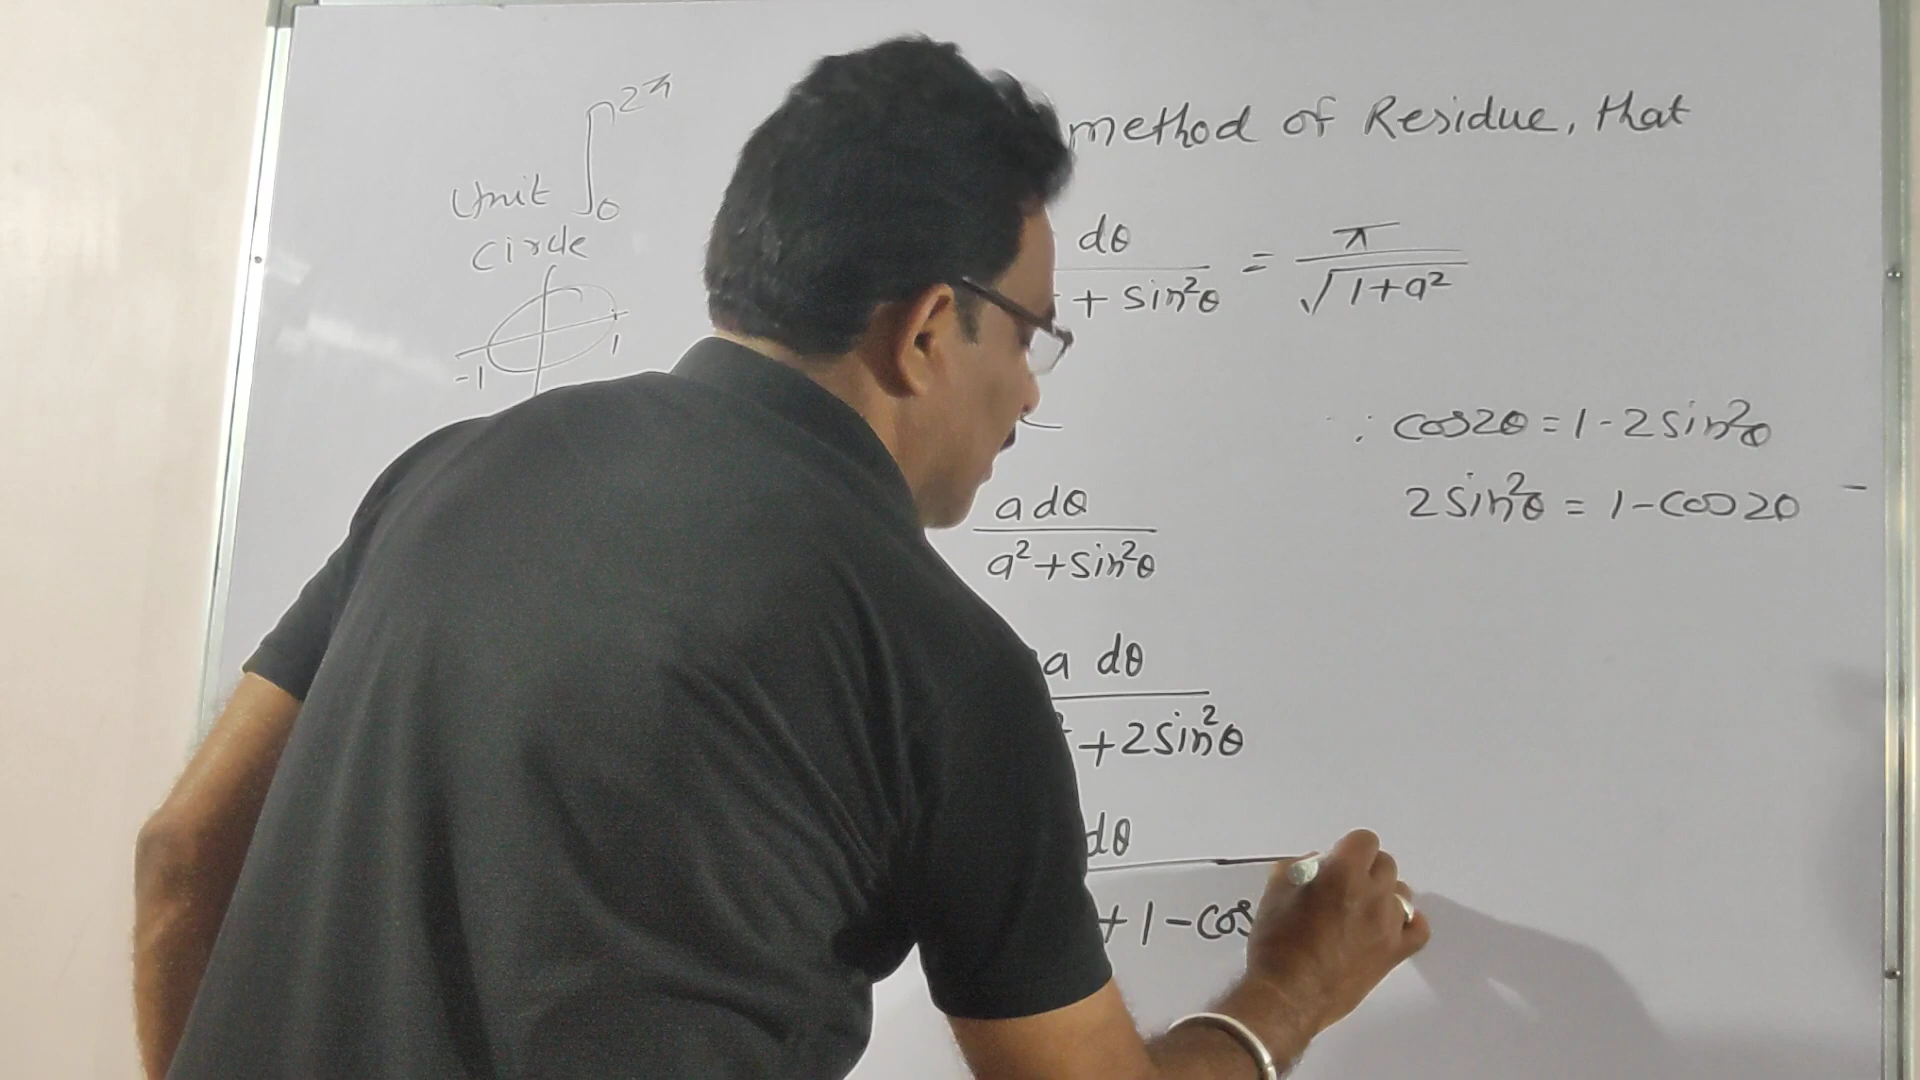 ∫₀^2π
Unit
circle
-1 1
method of Residue, that
dθ / + sin²θ = π / √1+a²
∵ cos2θ = 1 - 2sin²θ
2sin²θ = 1 - cos2θ
a dθ / a² + sin²θ
a dθ / + 2sin²θ
dθ / + 1 - cos